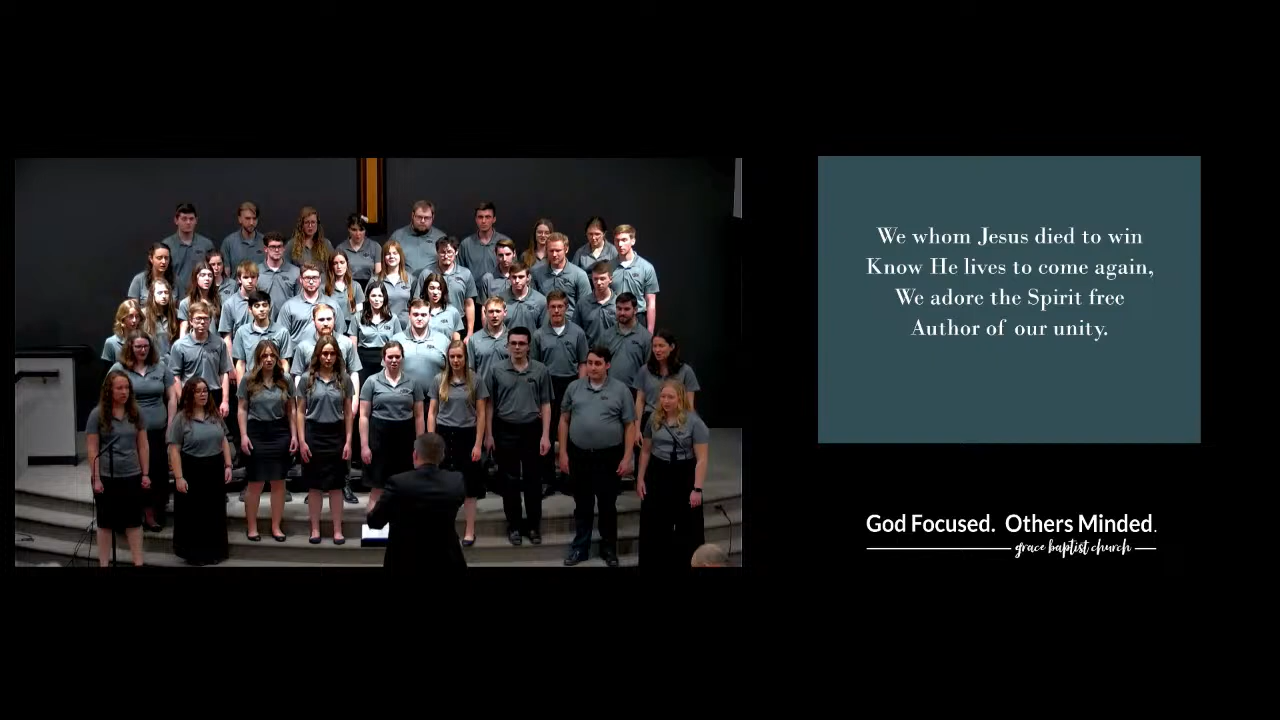 We whom Jesus died to win
Know He lives to come again,
We adore the Spirit free
Author of our unity.
God Focused. Others Minded.
grace baptist church